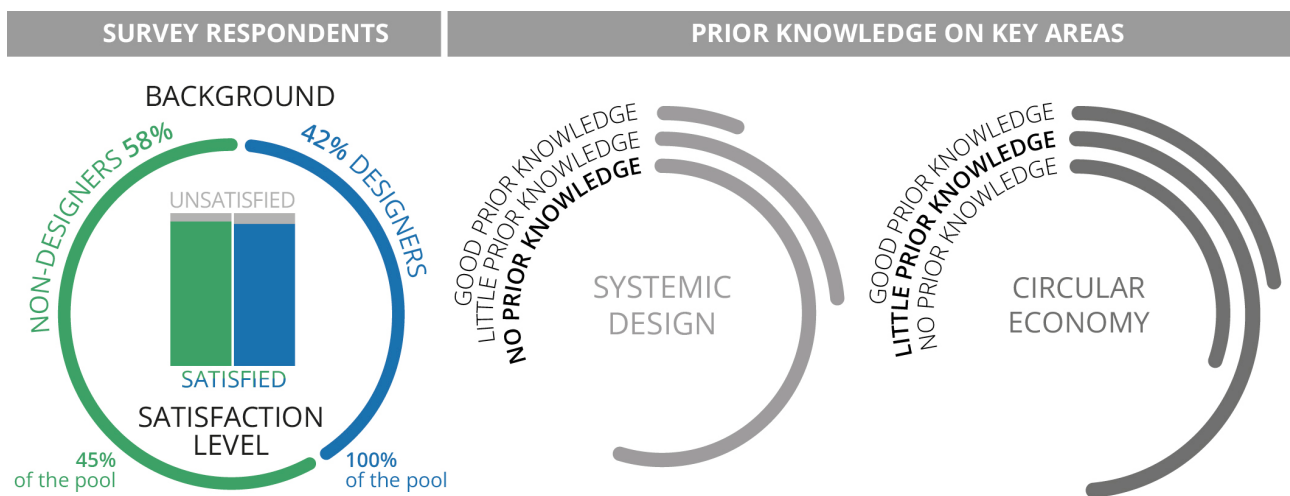 SURVEY RESPONDENTS
BACKGROUND
NON-DESIGNERS 58%
42% DESIGNERS
UNSATISFIED
SATISFIED
SATISFACTION
LEVEL
45%
of the pool
100%
of the pool
PRIOR KNOWLEDGE ON KEY AREAS
GOOD PRIOR KNOWLEDGE
LITTLE PRIOR KNOWLEDGE
NO PRIOR KNOWLEDGE
SYSTEMIC
DESIGN
GOOD PRIOR KNOWLEDGE
LITTLE PRIOR KNOWLEDGE
NO PRIOR KNOWLEDGE
CIRCULAR
ECONOMY